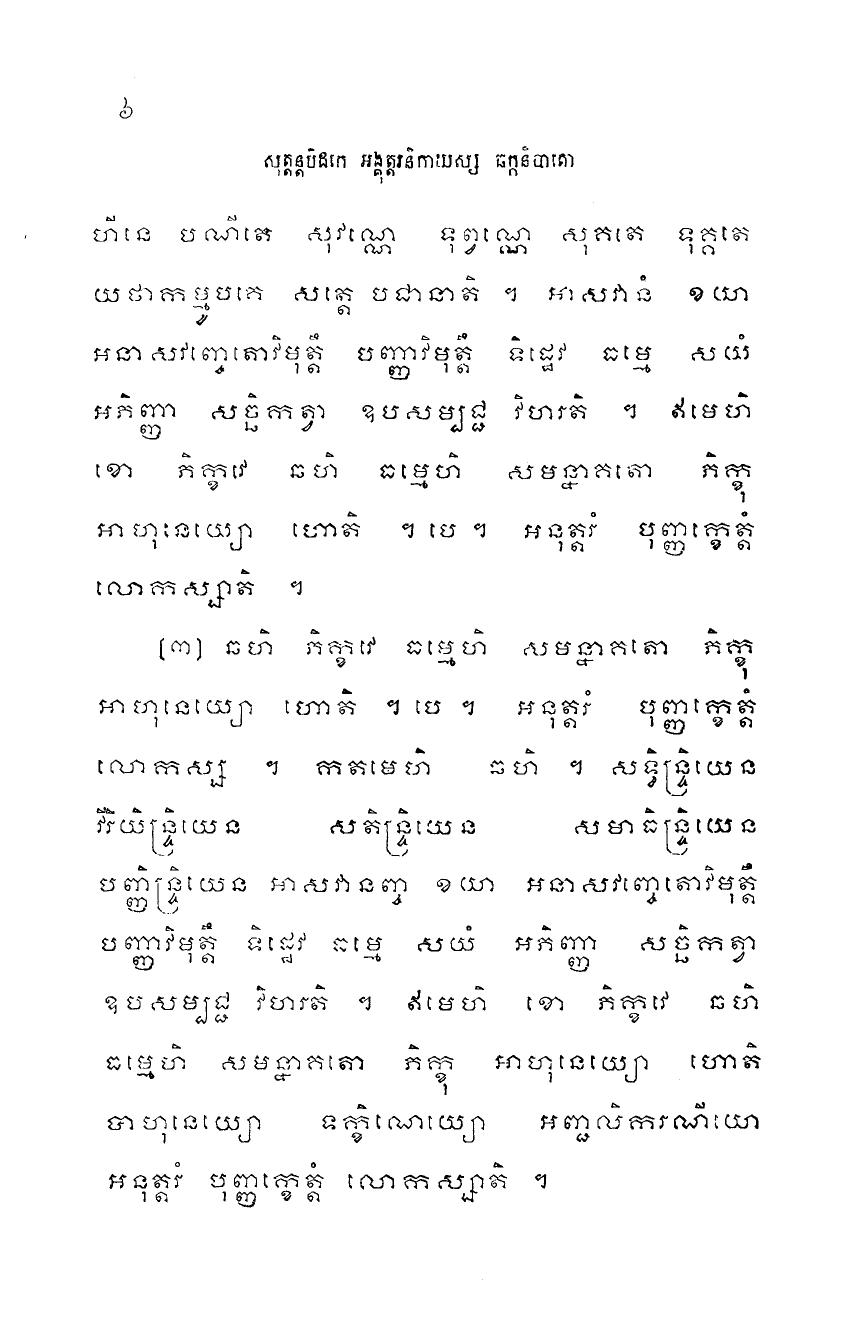 ៦
សុត្តន្តបិដកេ អង្គុត្តរនិកាយស្ស ឆក្កនិបាតោ
ហីនេ បណីតេ សុវណ្ណេ ទុព្វណ្ណេ សុគតេ ទុគ្គតេ
យថាកម្មូបគេ សត្តេ បជានាតិ ។ អាសវានំ ខយា
អនាសវញ្ចេតោវិមុត្តឹ បញ្ញាវិមុត្តឹ ទិដ្ឋេវ ធម្មេ សយំ
អភិញ្ញា សច្ឆិកត្វា ឧបសម្បជ្ជ វិហរតិ ។ ឥមេហិ
ខោ ភិក្ខវេ ឆហិ ធម្មេហិ សមន្នាគតោ ភិក្ខុ
អាហុនេយ្យោ ហោតិ ។ បេ ។ អនុត្តរំ បុញ្ញក្ខេត្តំ
លោកស្សាតិ ។
[៣] ឆហិ ភិក្ខវេ ធម្មេហិ សមន្នាគតោ ភិក្ខុ
អាហុនេយ្យោ ហោតិ ។ បេ ។ អនុត្តរំ បុញ្ញក្ខេត្តំ
លោកស្ស ។ កតមេហិ ឆហិ ។ សទ្ធិន្ទ្រិយេន
វីរិយិន្ទ្រិយេន សតិន្ទ្រិយេន សមាធិន្ទ្រិយេន
បញ្ញិន្ទ្រិយេន អាសវានញ្ច ខយា អនាសវញ្ចេតោវិមុត្តឹ
បញ្ញាវិមុត្តឹ ទិដ្ឋេវ ធម្មេ សយំ អភិញ្ញា សច្ឆិកត្វា
ឧបសម្បជ្ជ វិហរតិ ។ ឥមេហិ ខោ ភិក្ខវេ ឆហិ
ធម្មេហិ សមន្នាគតោ ភិក្ខុ អាហុនេយ្យោ ហោតិ
បាហុនេយ្យោ ទក្ខិណេយ្យោ អញ្ជលិករណីយោ
អនុត្តរំ បុញ្ញក្ខេត្តំ លោកស្សាតិ ។